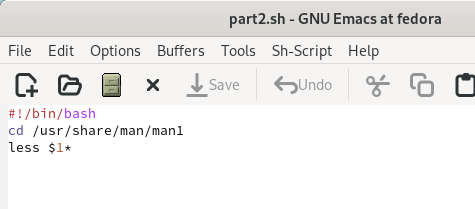 part2.sh - GNU Emacs at fedora
File Edit Options Buffers Tools Sh-Script Help
Save Undo
#!/bin/bash
cd /usr/share/man/man1
less $1*